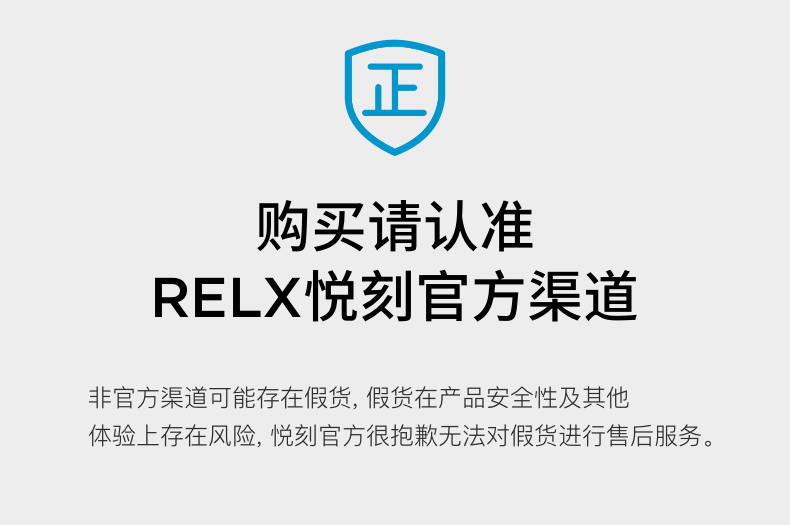 正
购买请认准
RELX悦刻官方渠道
非官方渠道可能存在假货, 假货在产品安全性及其他
体验上存在风险, 悦刻官方很抱歉无法对假货进行售后服务。